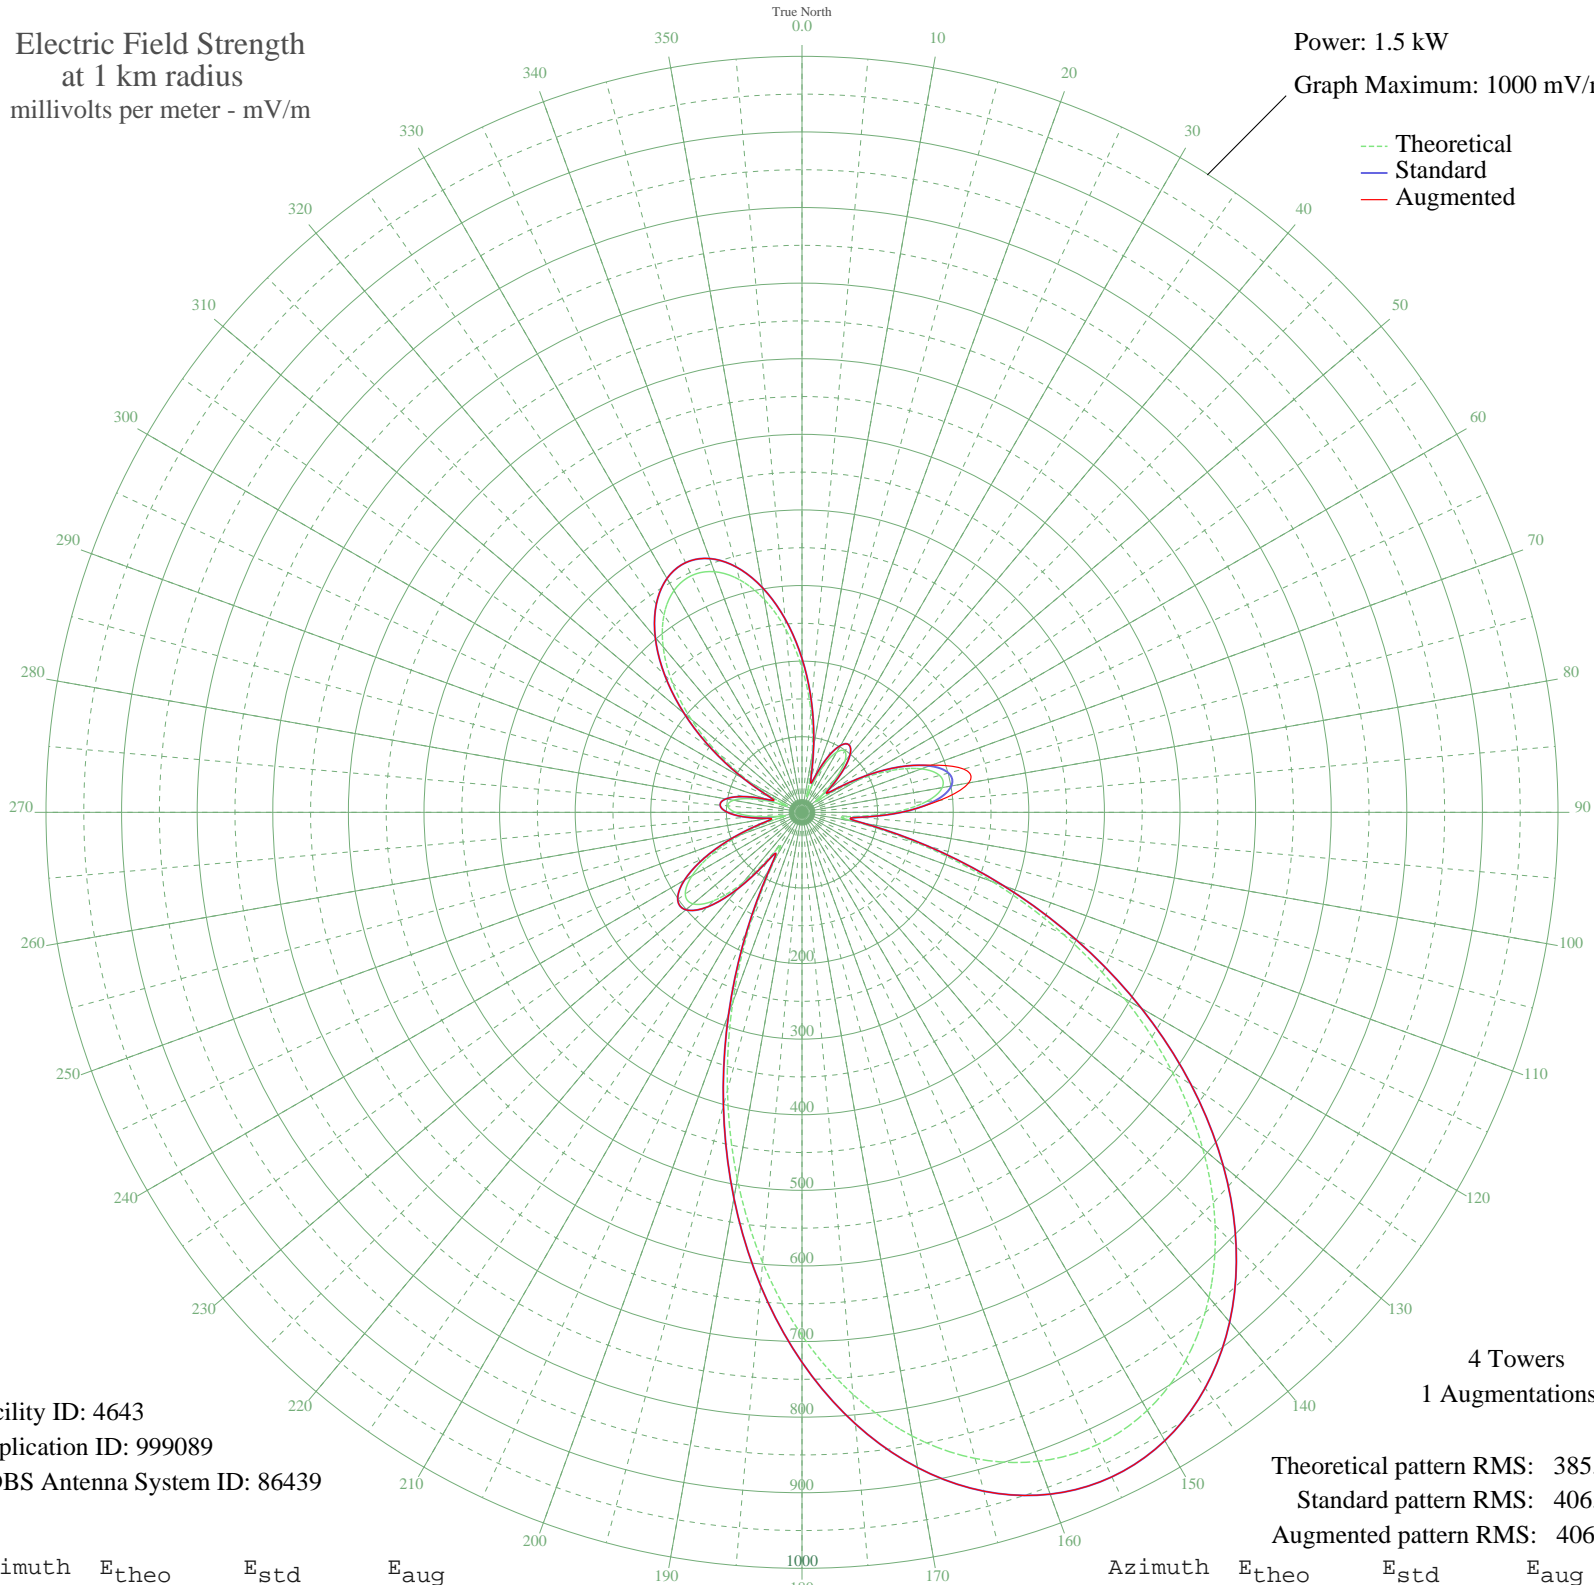 True North
0.0
Electric Field Strength
at 1 km radius
millivolts per meter - mV/m
Power: 1.5 kW
Graph Maximum: 1000 mV/
Theoretical
Standard
Augmented
10
20
30
40
50
60
70
80
90
100
110
120
130
140
150
160
170
190
200
210
220
230
240
250
260
270
280
290
300
310
320
330
340
350
200
300
400
500
600
700
800
900
1000
4 Towers
1 Augmentations
cility ID: 4643
plication ID: 999089
DBS Antenna System ID: 86439
Theoretical pattern RMS: 385
Standard pattern RMS: 406
Augmented pattern RMS: 406
imuth Etheo Estd Eaug
Azimuth Etheo Estd Eaug